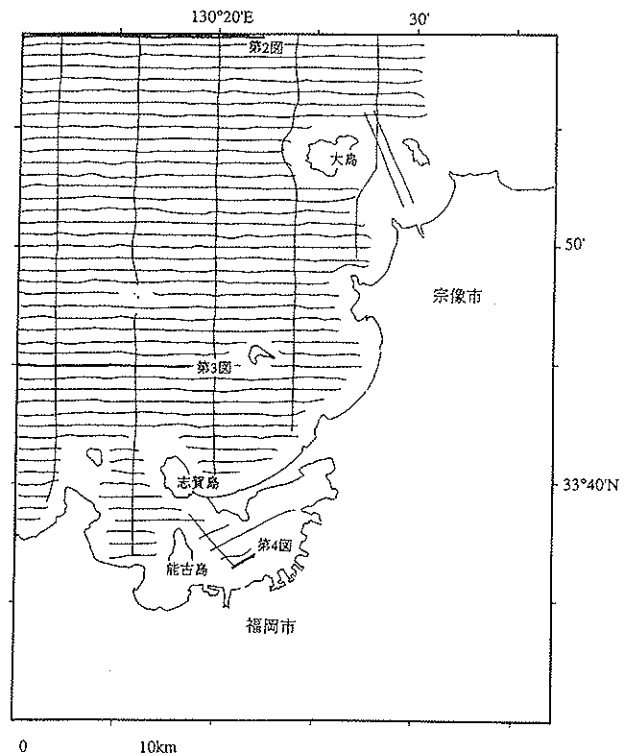 130°20'E
30'
第2図
大島
50'
宗像市
第3図
志賀島
33°40'N
第4図
能古島
福岡市
0
10km